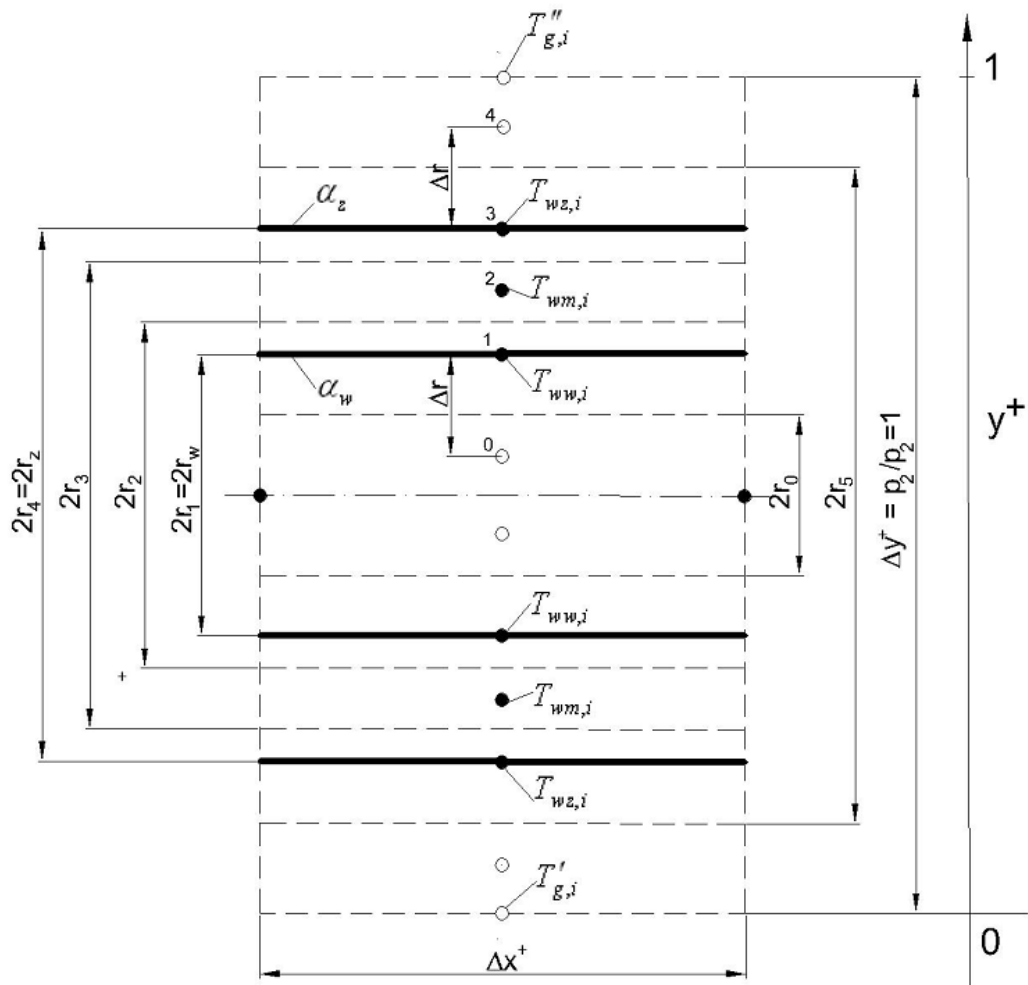 T''g,i
1
4
Δr
αz
3
Twz,i
2
Twm,i
1
Tww,i
αw
Δr
0
y+
2r4=2rz
2r3
2r2
2r1=2rw
2r0
2r5
Δy+ = p2/p2=1
Tww,i
+
Twm,i
Twz,i
T'g,i
0
Δx+